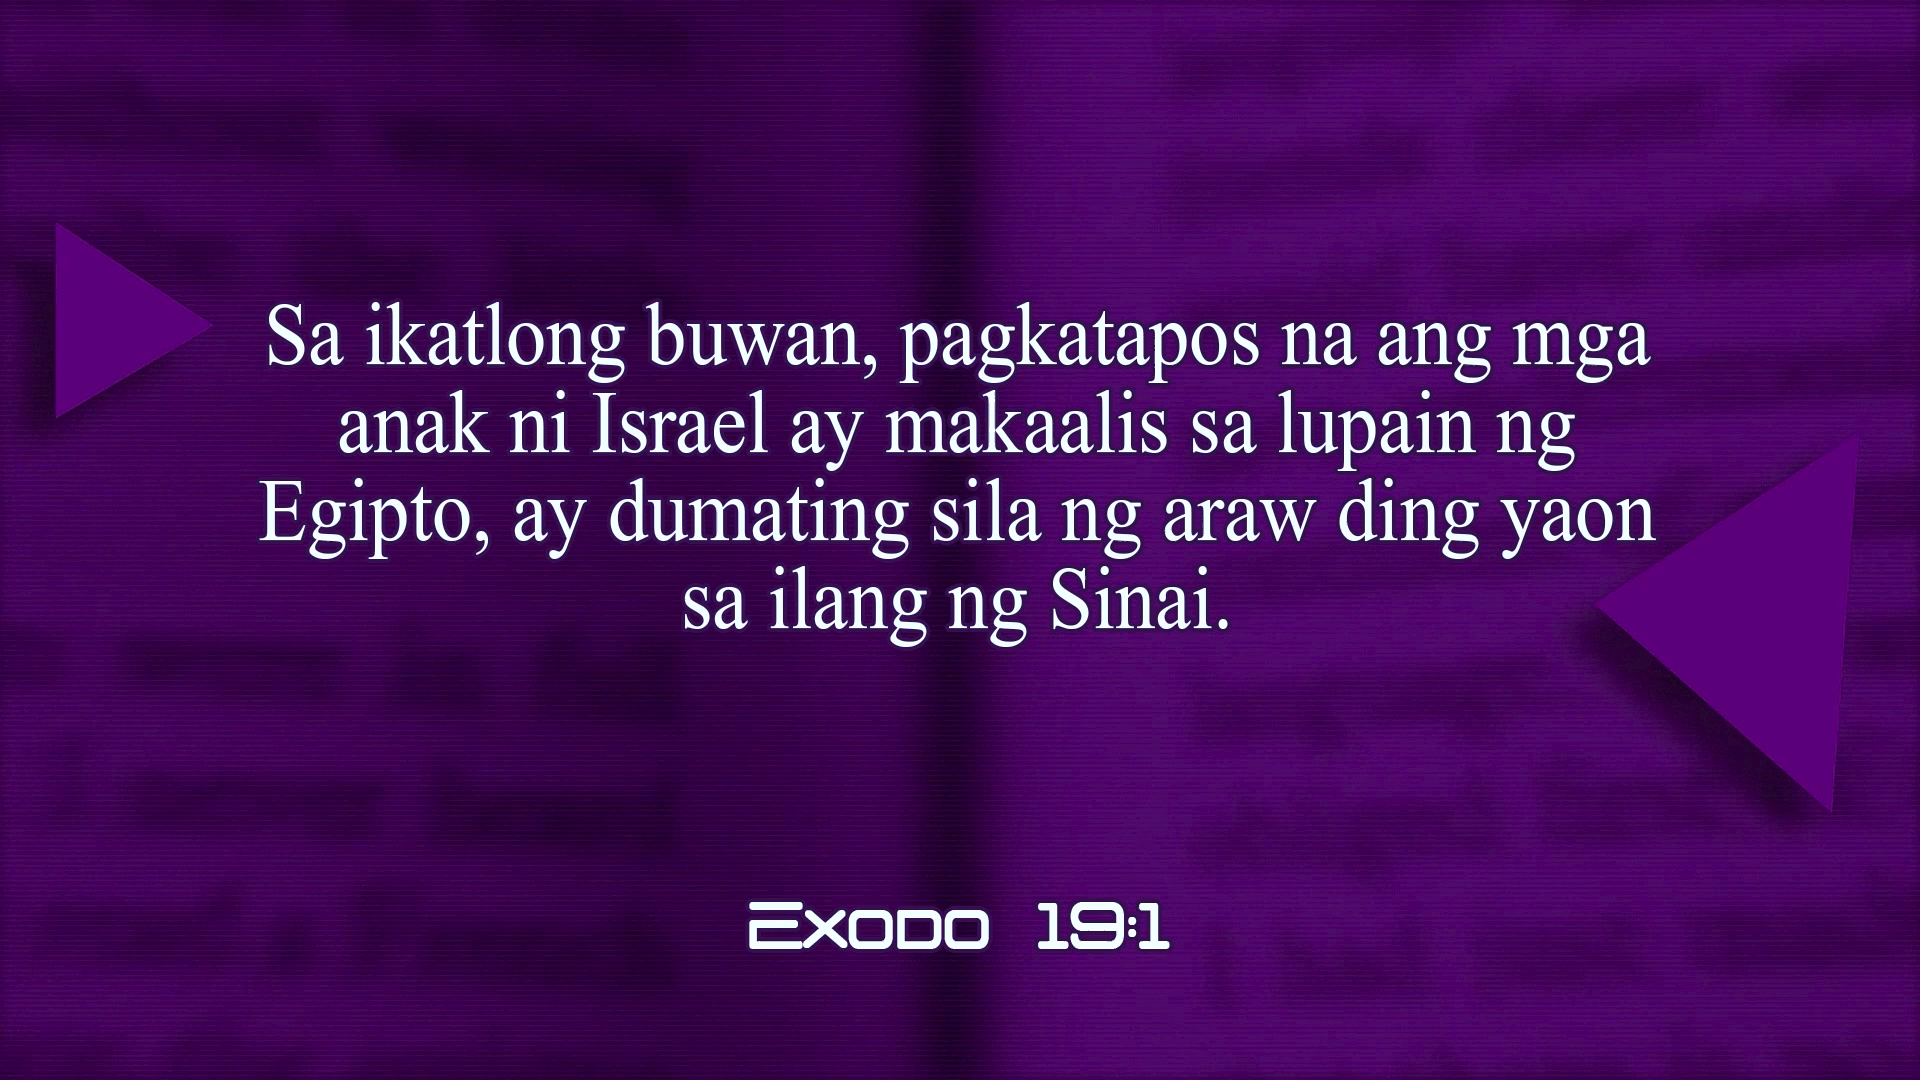 Sa ikatlong buwan, pagkatapos na ang mga
anak ni Israel ay makaalis sa lupain ng
Egipto, ay dumating sila ng araw ding yaon
sa ilang ng Sinai.
Exodo 19:1